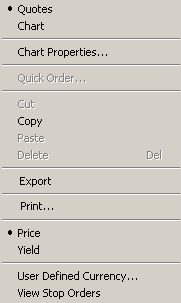 Quotes
Chart
Chart Properties...
Quick Order...
Cut
Copy
Paste
Delete Del
Export
Print...
Price
Yield
User Defined Currency...
View Stop Orders